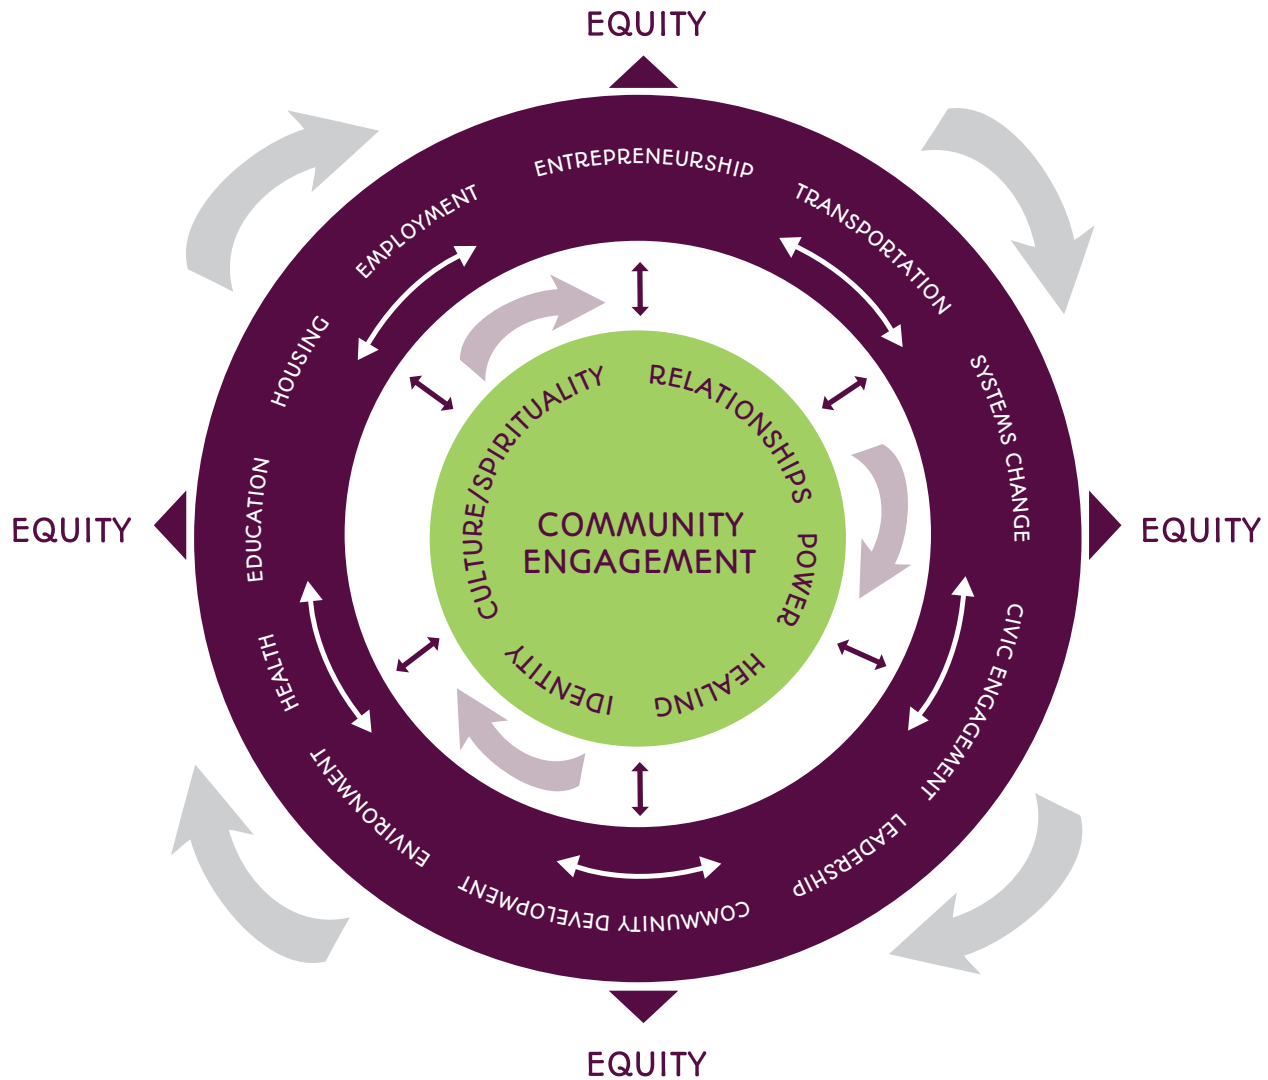 EQUITY
ENTREPRENEURSHIP
TRANSPORTATION
SYSTEMS CHANGE
CIVIC ENGAGEMENT
LEADERSHIP
COMMUNITY DEVELOPMENT
ENVIRONMENT
HEALTH
EDUCATION
HOUSING
EMPLOYMENT
CULTURE/SPIRITUALITY
RELATIONSHIPS
POWER
HEALING
IDENTITY
COMMUNITY
ENGAGEMENT
EQUITY
EQUITY
EQUITY